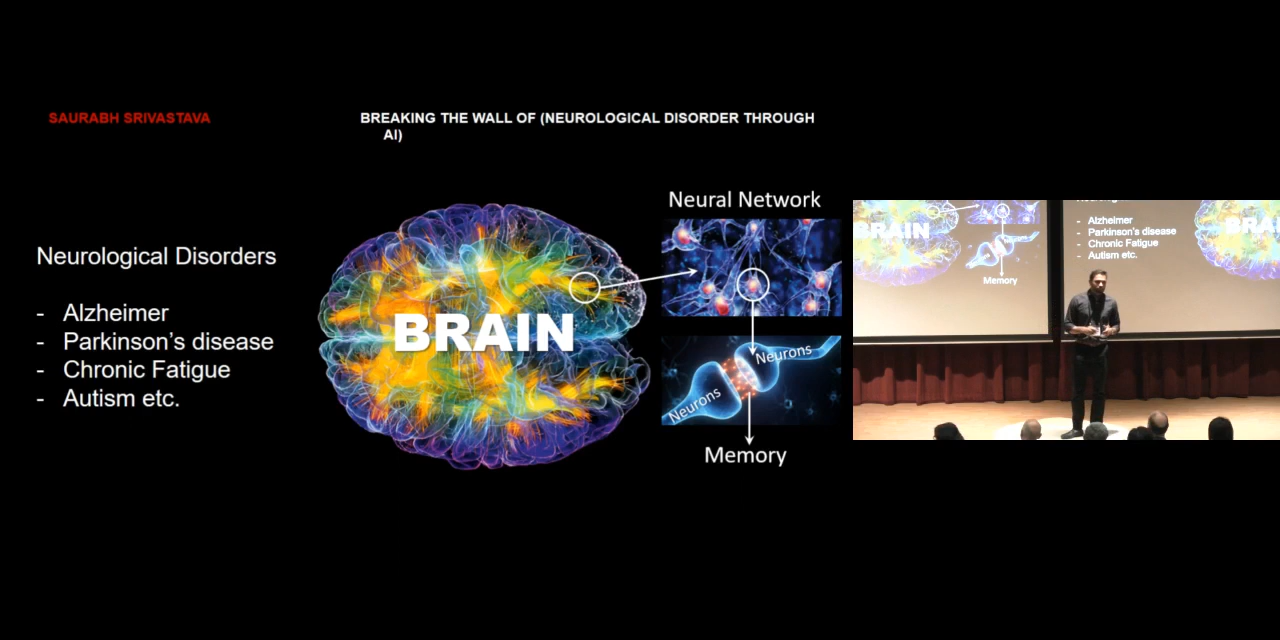 SAURABH SRIVASTAVA
BREAKING THE WALL OF (NEUROLOGICAL DISORDER THROUGH
AI)
Neurological Disorders
- Alzheimer
- Parkinson's disease
- Chronic Fatigue
- Autism etc.
BRAIN
Neural Network
Neurons
Neurons
Memory
BRAIN
Memory
- Alzheimer
- Parkinson's disease
- Chronic Fatigue
- Autism etc.
BRAI